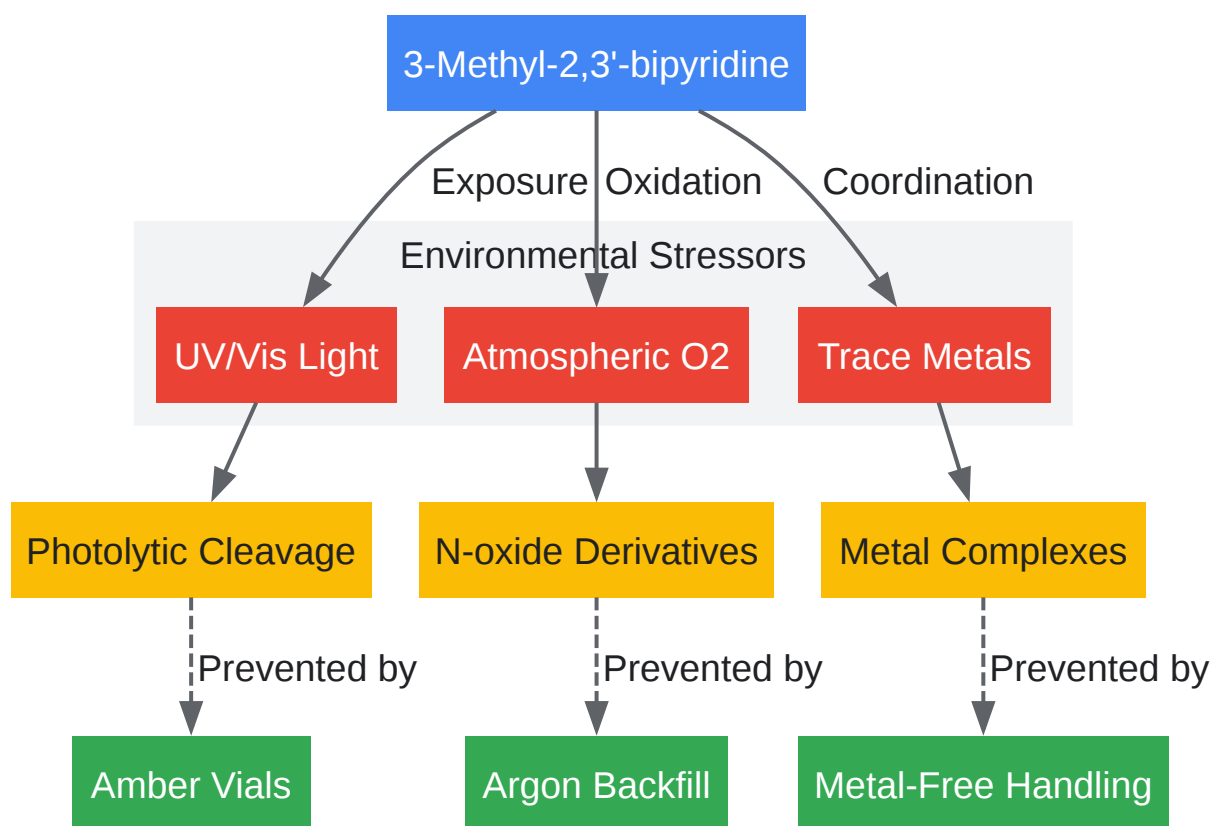 3-Methyl-2,3'-bipyridine
Exposure
Oxidation
Coordination
Environmental Stressors
UV/Vis Light
Atmospheric O2
Trace Metals
Photolytic Cleavage
N-oxide Derivatives
Metal Complexes
Prevented by
Prevented by
Prevented by
Amber Vials
Argon Backfill
Metal-Free Handling